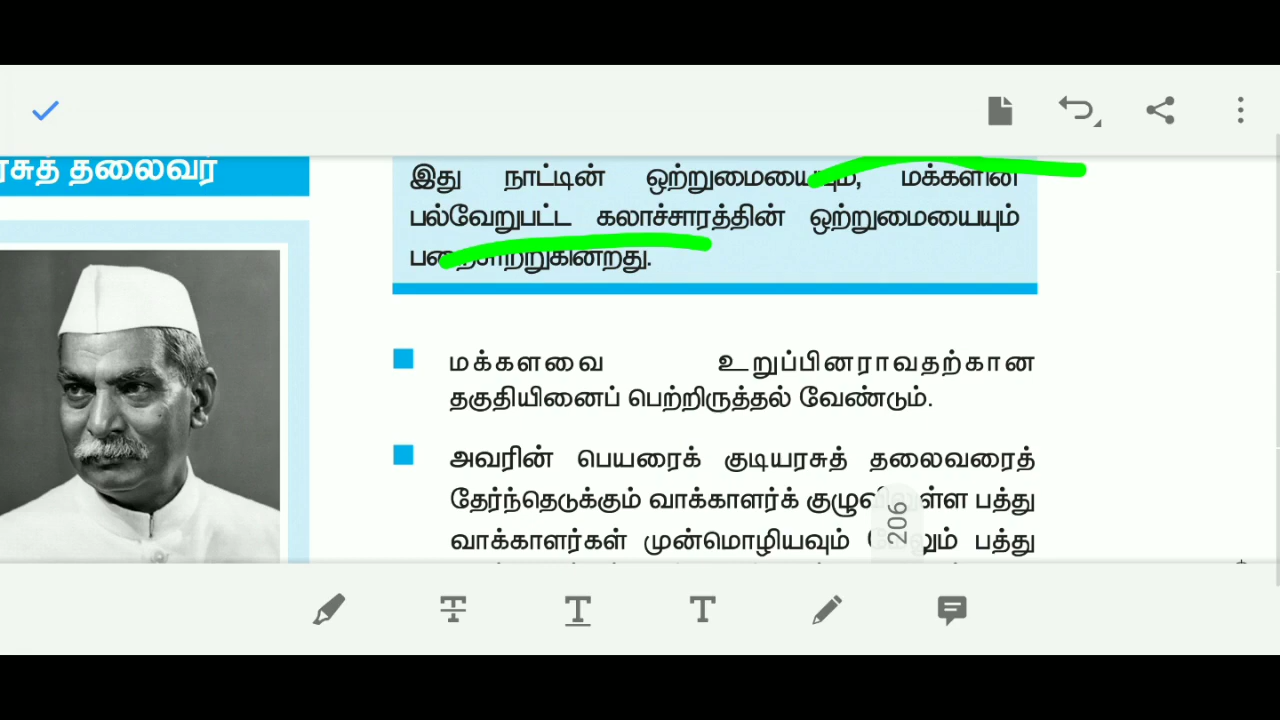 ரசுத் தலைவர்
இது நாட்டின் ஒற்றுமையையும், மக்களின்
பல்வேறுபட்ட கலாச்சாரத்தின் ஒற்றுமையையும்
பறைசாற்றுகின்றது.
மக்களவை உறுப்பினராவதற்கான
தகுதியினைப் பெற்றிருத்தல் வேண்டும்.
அவரின் பெயரைக் குடியரசுத் தலைவரைத்
தேர்ந்தெடுக்கும் வாக்காளர்க் குழுவிலுள்ள பத்து
வாக்காளர்கள் முன்மொழியவும் மேலும் பத்து
206